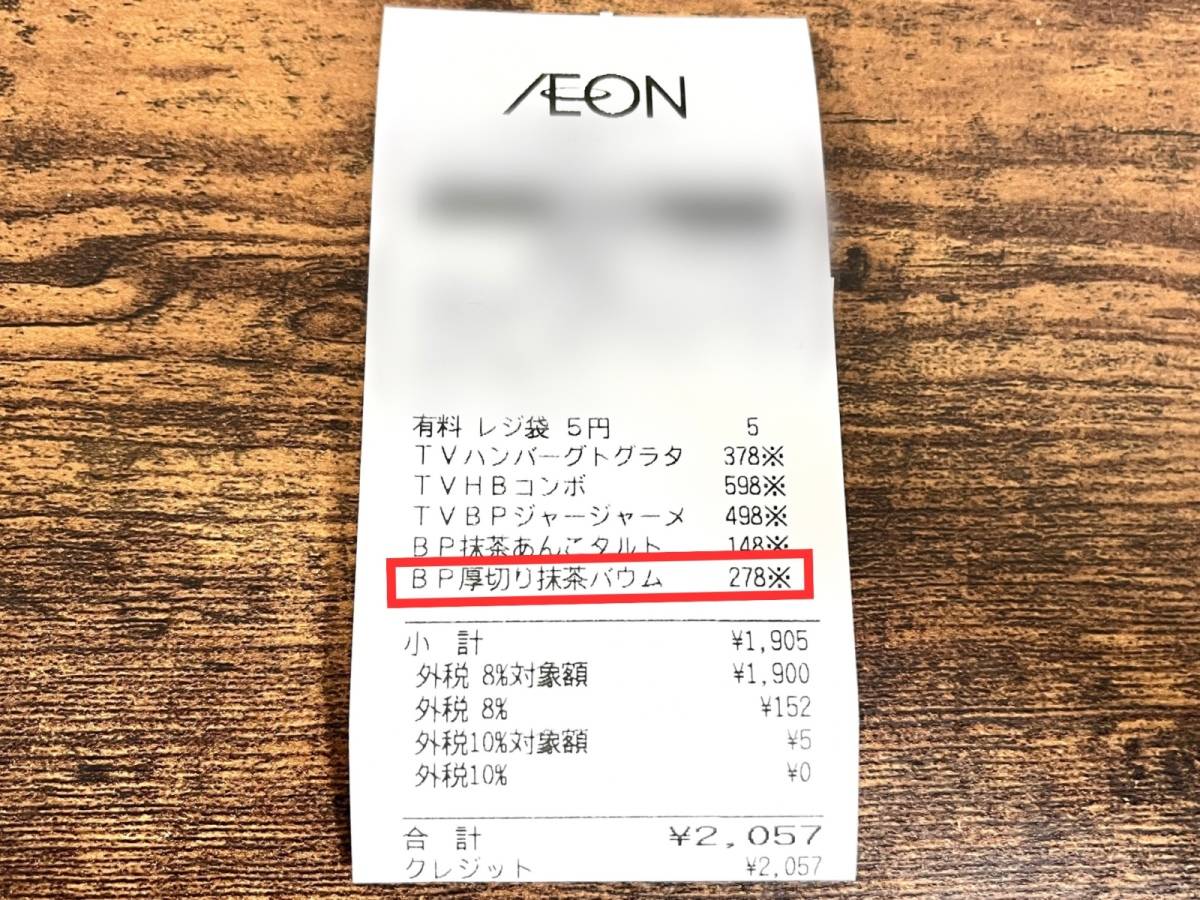 ÆON
有料 レジ袋 5円 5
TVハンバーグトグラタ 378※
TVHBコンボ 598※
TVBPジャージャーメ 498※
BP抹茶あんこタルト 148※
BP厚切り抹茶バウム 278※
小 計 ¥1,905
外税 8%対象額 ¥1,900
外税 8% ¥152
外税10%対象額 ¥5
外税10% ¥0
合 計 ¥2,057
クレジット ¥2,057